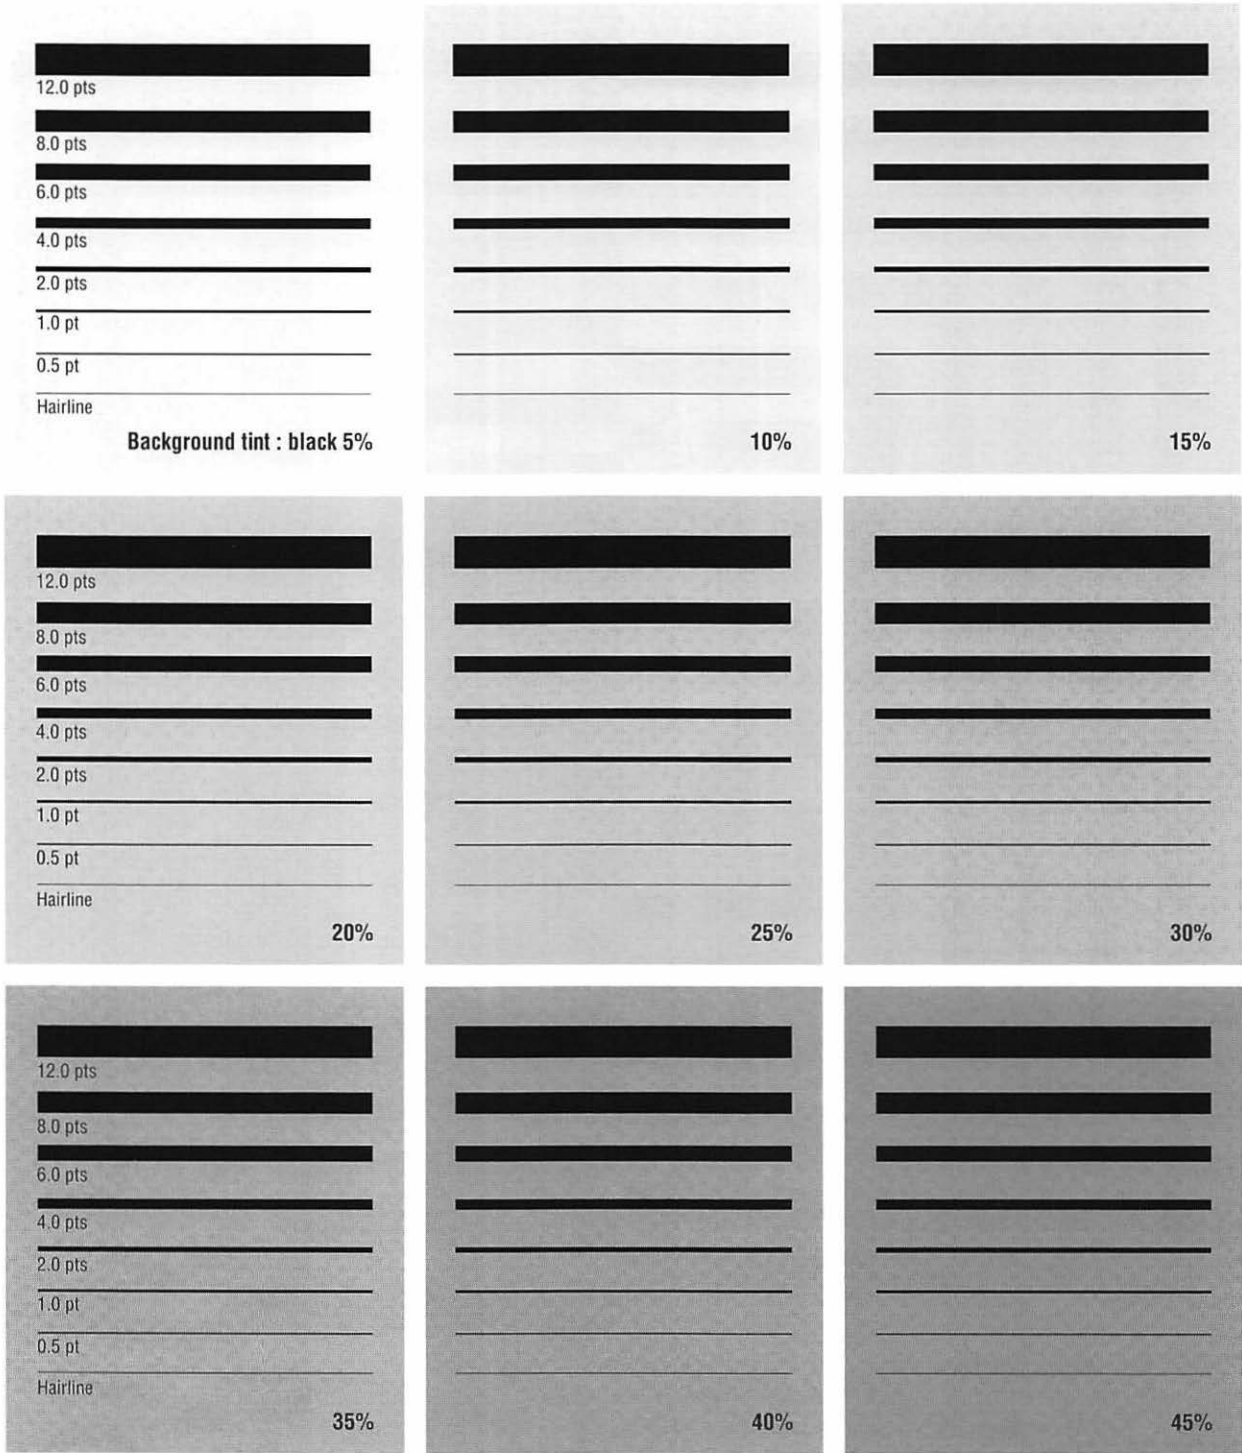 12.0 pts
8.0 pts
6.0 pts
4.0 pts
2.0 pts
1.0 pt
0.5 pt
Hairline
Background tint : black 5%
10%
15%
12.0 pts
8.0 pts
6.0 pts
4.0 pts
2.0 pts
1.0 pt
0.5 pt
Hairline
20%
25%
30%
12.0 pts
8.0 pts
6.0 pts
4.0 pts
2.0 pts
1.0 pt
0.5 pt
Hairline
35%
40%
45%